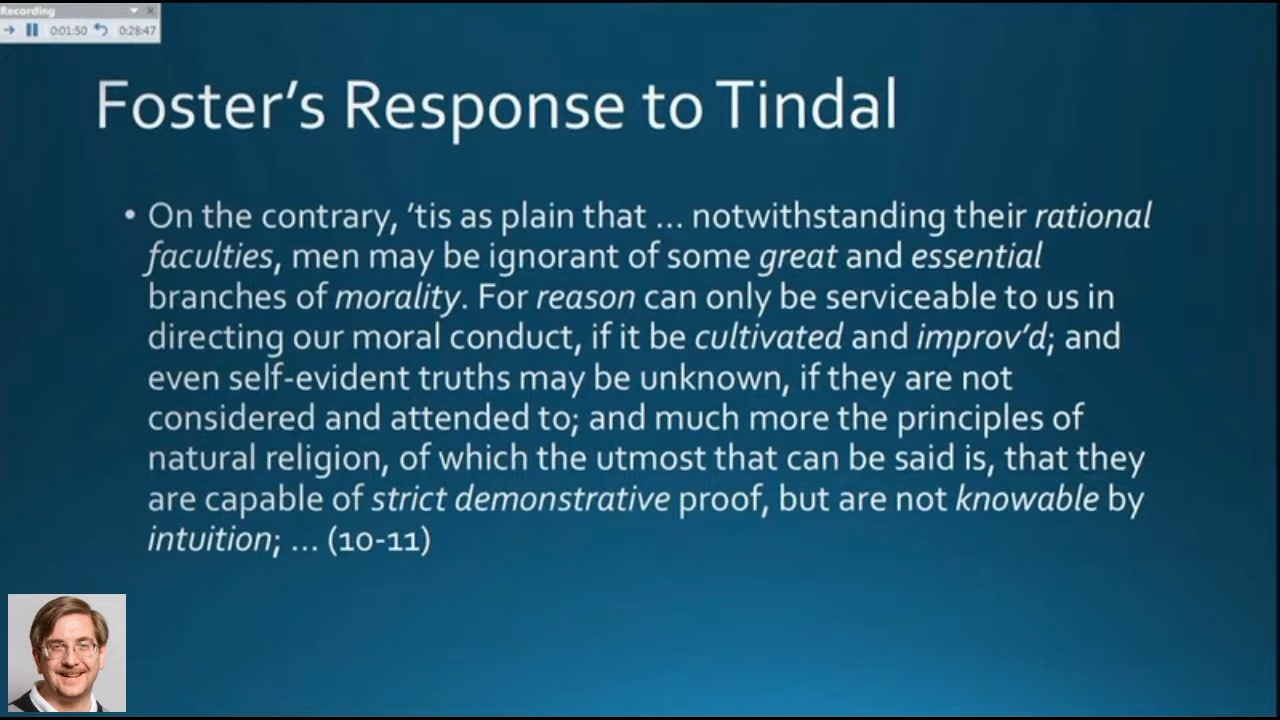 Recording
0:01:50 0:28:47
Foster's Response to Tindal
• On the contrary, 'tis as plain that … notwithstanding their rational
faculties, men may be ignorant of some great and essential
branches of morality. For reason can only be serviceable to us in
directing our moral conduct, if it be cultivated and improv'd; and
even self-evident truths may be unknown, if they are not
considered and attended to; and much more the principles of
natural religion, of which the utmost that can be said is, that they
are capable of strict demonstrative proof, but are not knowable by
intuition; … (10-11)